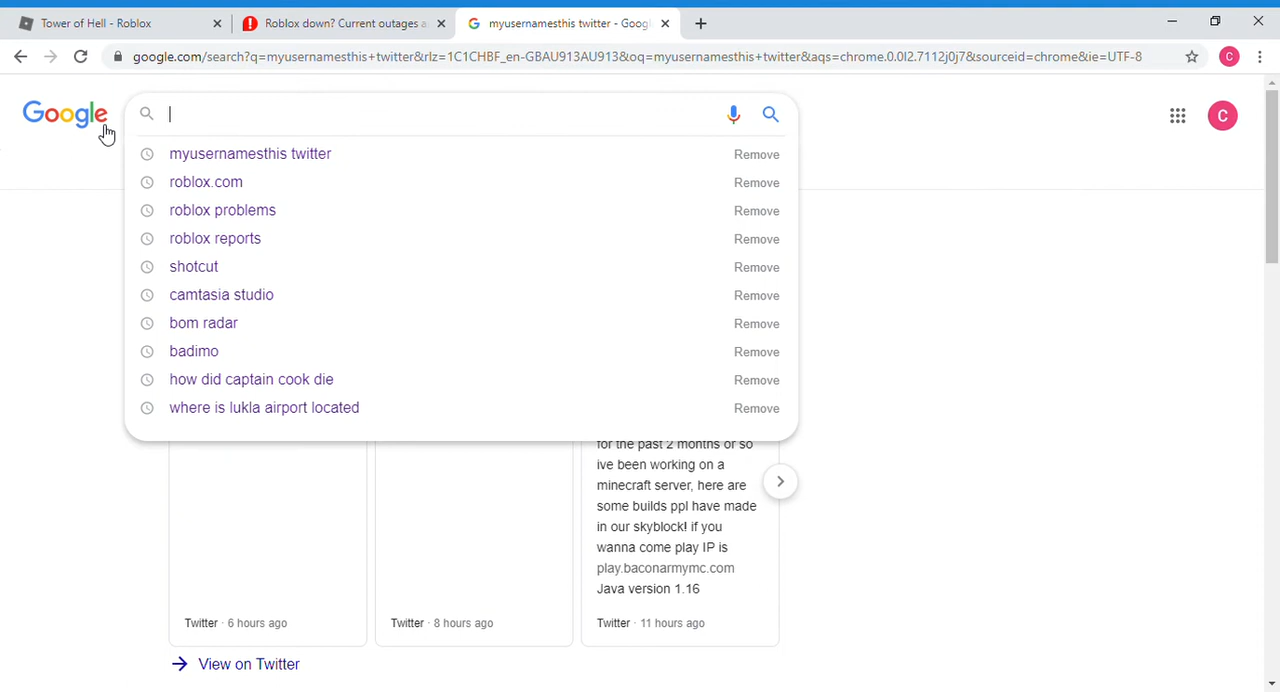 Tower of Hell - Roblox
Roblox down? Current outages a
myusernamesthis twitter - Googl
google.com/search?q=myusernamesthis+twitter&rlz=1C1CHBF_en-GBAU913AU913&oq=myusernamesthis+twitter&aqs=chrome.0.0l2.7112j0j7&sourceid=chrome&ie=UTF-8
C
Google
C
myusernamesthis twitter Remove
roblox.com Remove
roblox problems Remove
roblox reports Remove
shotcut Remove
camtasia studio Remove
bom radar Remove
badimo Remove
how did captain cook die Remove
where is lukla airport located Remove
for the past 2 months or so
ive been working on a
minecraft server, here are
some builds ppl have made
in our skyblock! if you
wanna come play IP is
play.baconarmymc.com
Java version 1.16
Twitter · 6 hours ago
Twitter · 8 hours ago
Twitter · 11 hours ago
View on Twitter